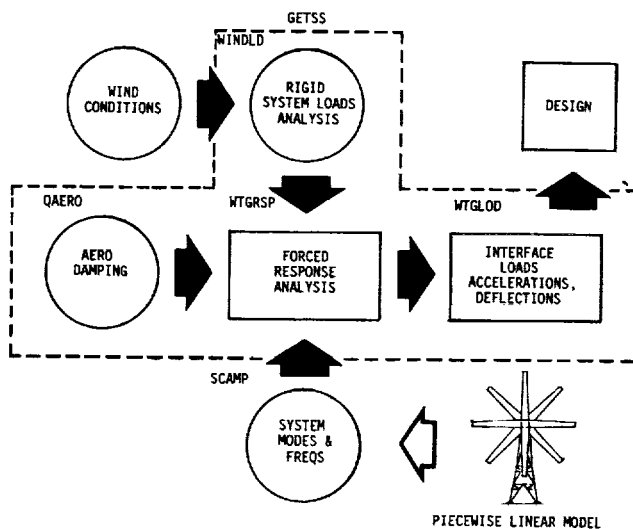 GETSS
WINDLD
WIND
CONDITIONS
RIGID
SYSTEM LOADS
ANALYSIS
DESIGN
QAERO
WTGRSP
WTGLOD
AERO
DAMPING
FORCED
RESPONSE
ANALYSIS
INTERFACE
LOADS
ACCELERATIONS,
DEFLECTIONS
SCAMP
SYSTEM
MODES &
FREQS
PIECEWISE LINEAR MODEL